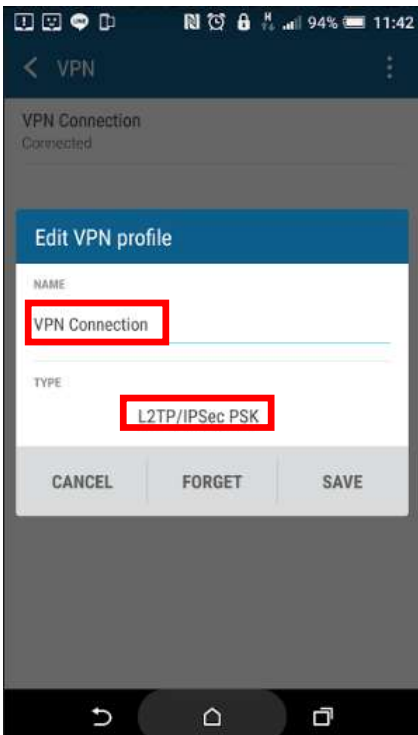 94% 11:42
VPN
VPN Connection
Connected
Edit VPN profile
NAME
VPN Connection
TYPE
L2TP/IPSec PSK
CANCEL FORGET SAVE